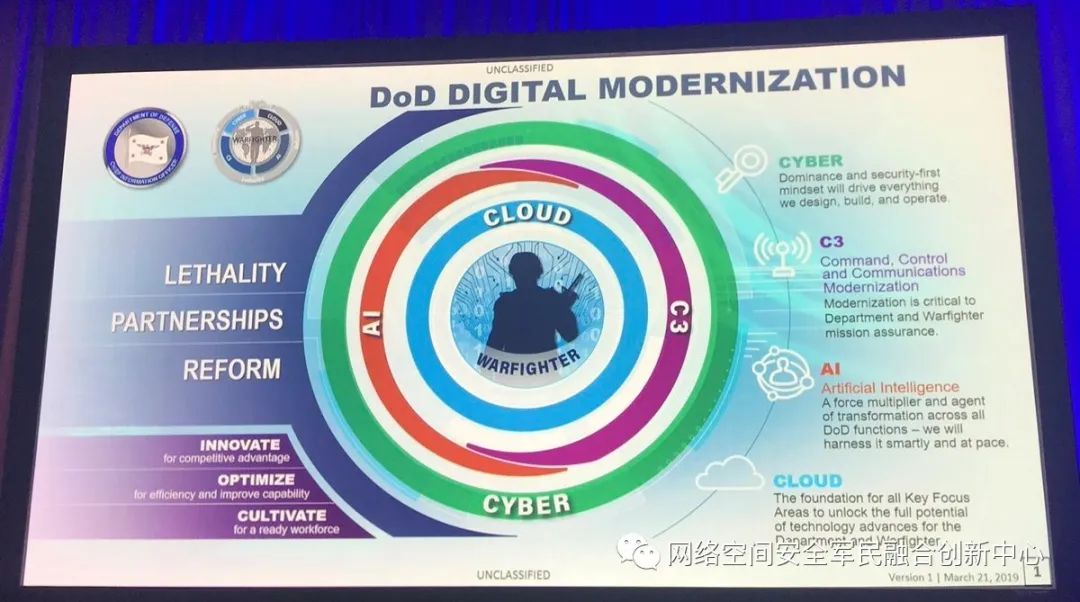 UNCLASSIFIED
DoD DIGITAL MODERNIZATION
DEPARTMENT OF DEFENSE
CHIEF INFORMATION OFFICER
CYBER
CLOUD
WARFIGHTER
C3
AI
LETHALITY
PARTNERSHIPS
REFORM
INNOVATE
for competitive advantage
OPTIMIZE
for efficiency and improve capability
CULTIVATE
for a ready workforce
CLOUD
AI
C3
WARFIGHTER
CYBER
CYBER
Dominance and security-first
mindset will drive everything
we design, build, and operate.
C3
Command, Control
and Communications
Modernization
Modernization is critical to
Department and Warfighter
mission assurance.
AI
Artificial Intelligence
A force multiplier and agent
of transformation across all
DoD functions – we will
harness it smartly and at pace.
CLOUD
The foundation for all Key Focus
Areas to unlock the full potential
of technology advances for the
Department and Warfighter.
网络空间安全军民融合创新中心
UNCLASSIFIED
Version 1 | March 21, 2019
1